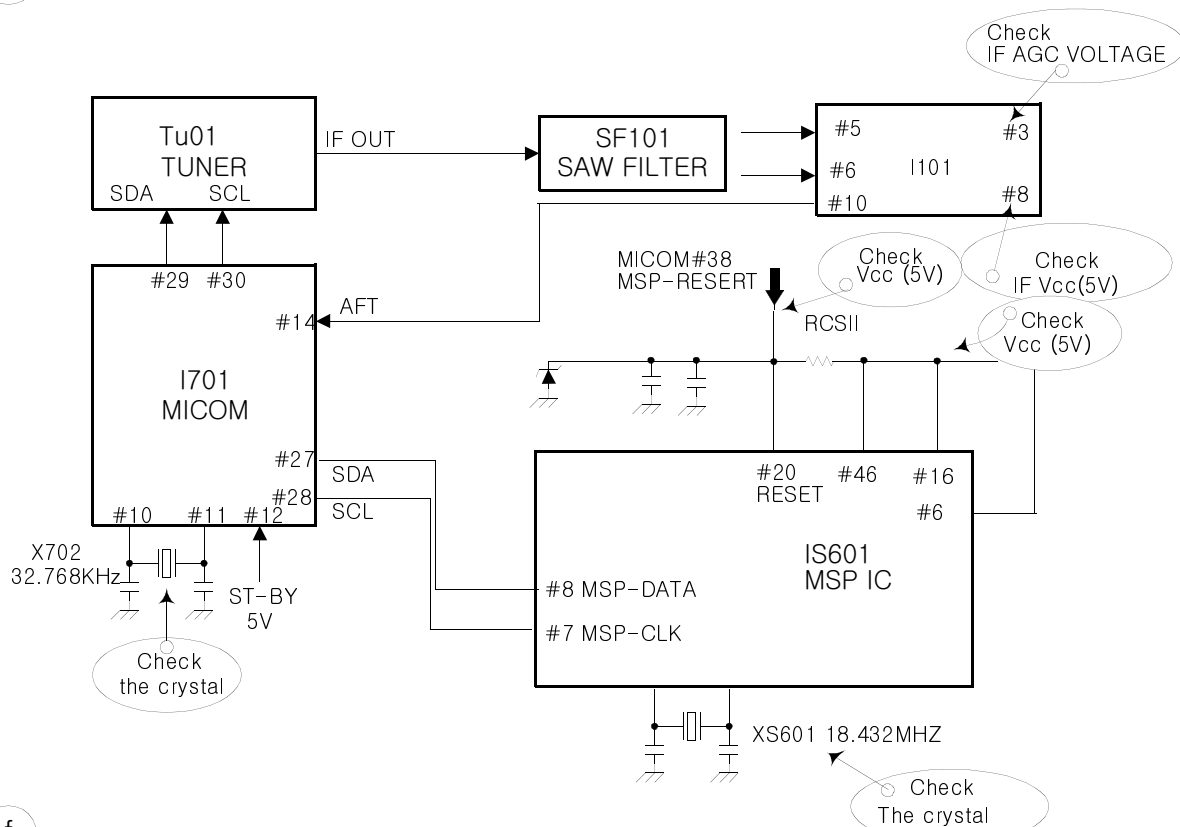 Check
IF AGC VOLTAGE
Tu01
TUNER
SDA SCL
IF OUT
SF101
SAW FILTER
#5
#3
#6
I101
#8
#10
#29 #30
MICOM#38
MSP-RESERT
Check
Vcc (5V)
Check
IF Vcc(5V)
#14
AFT
RCSII
Check
Vcc (5V)
I701
MICOM
#27
SDA
#28
SCL
#10 #11 #12
#20
RESET
#46
#16
#6
X702
32.768KHz
ST-BY
5V
IS601
MSP IC
#8 MSP-DATA
#7 MSP-CLK
Check
the crystal
XS601 18.432MHZ
Check
The crystal
f